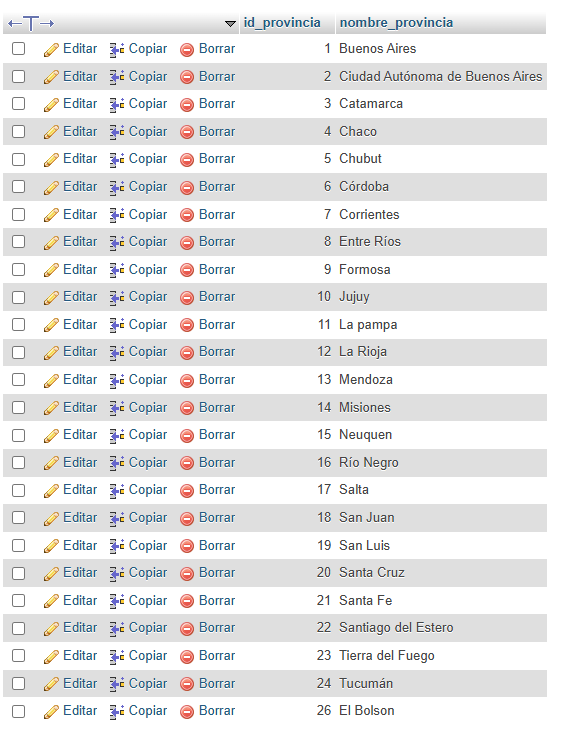 id_provincia nombre_provincia
Editar Copiar Borrar 1 Buenos Aires
Editar Copiar Borrar 2 Ciudad Autónoma de Buenos Aires
Editar Copiar Borrar 3 Catamarca
Editar Copiar Borrar 4 Chaco
Editar Copiar Borrar 5 Chubut
Editar Copiar Borrar 6 Córdoba
Editar Copiar Borrar 7 Corrientes
Editar Copiar Borrar 8 Entre Ríos
Editar Copiar Borrar 9 Formosa
Editar Copiar Borrar 10 Jujuy
Editar Copiar Borrar 11 La pampa
Editar Copiar Borrar 12 La Rioja
Editar Copiar Borrar 13 Mendoza
Editar Copiar Borrar 14 Misiones
Editar Copiar Borrar 15 Neuquen
Editar Copiar Borrar 16 Río Negro
Editar Copiar Borrar 17 Salta
Editar Copiar Borrar 18 San Juan
Editar Copiar Borrar 19 San Luis
Editar Copiar Borrar 20 Santa Cruz
Editar Copiar Borrar 21 Santa Fe
Editar Copiar Borrar 22 Santiago del Estero
Editar Copiar Borrar 23 Tierra del Fuego
Editar Copiar Borrar 24 Tucumán
Editar Copiar Borrar 26 El Bolson